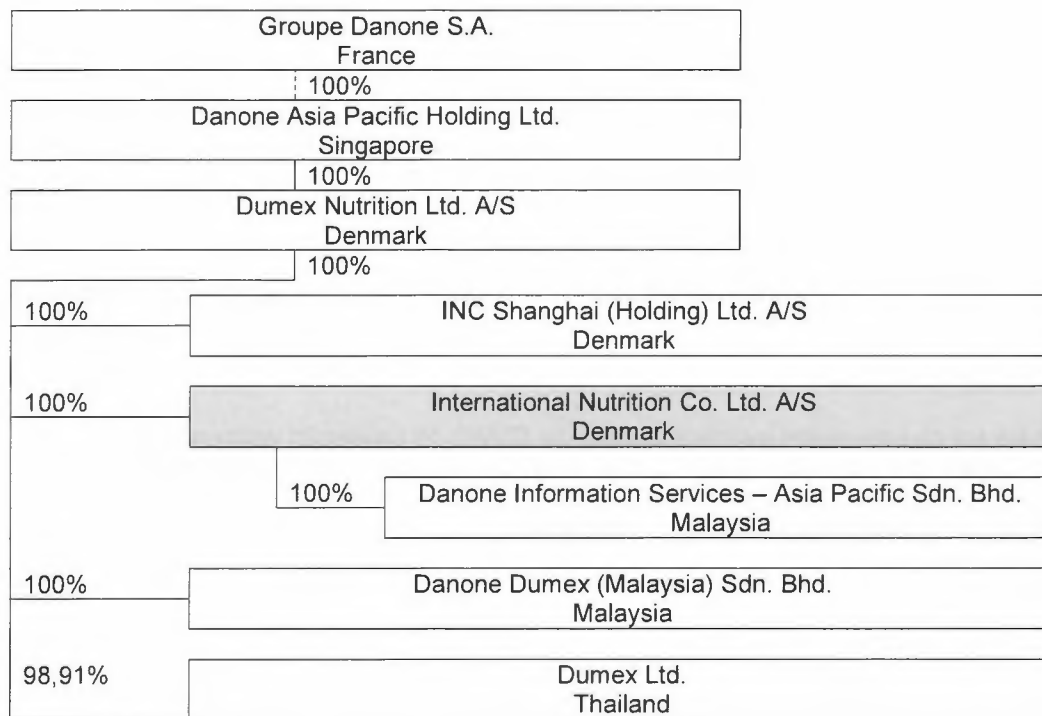 Groupe Danone S.A.
France
100%
Danone Asia Pacific Holding Ltd.
Singapore
100%
Dumex Nutrition Ltd. A/S
Denmark
100%
100%
INC Shanghai (Holding) Ltd. A/S
Denmark
100%
International Nutrition Co. Ltd. A/S
Denmark
100%
Danone Information Services – Asia Pacific Sdn. Bhd.
Malaysia
100%
Danone Dumex (Malaysia) Sdn. Bhd.
Malaysia
98,91%
Dumex Ltd.
Thailand